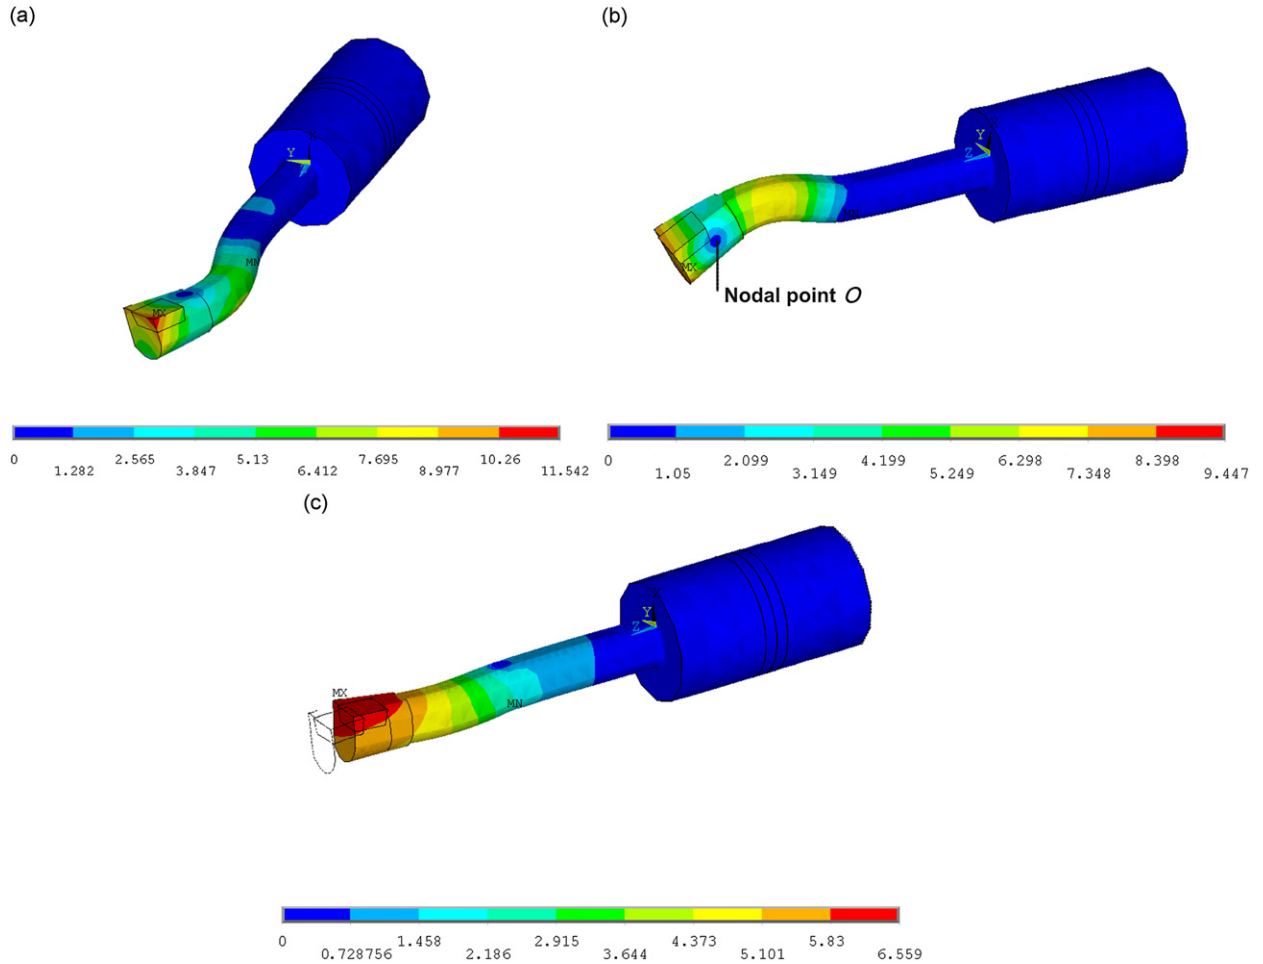 (a)
(b)
X
Y
MN
MX
X
Y
Z
MX
Nodal point O
0 2.565 5.13 7.695 10.26
1.282 3.847 6.412 8.977 11.542
0 2.099 4.199 6.298 8.398
1.05 3.149 5.249 7.348 9.447
(c)
Y
Z
MX
MN
0 1.458 2.915 4.373 5.83
0.728756 2.186 3.644 5.101 6.559